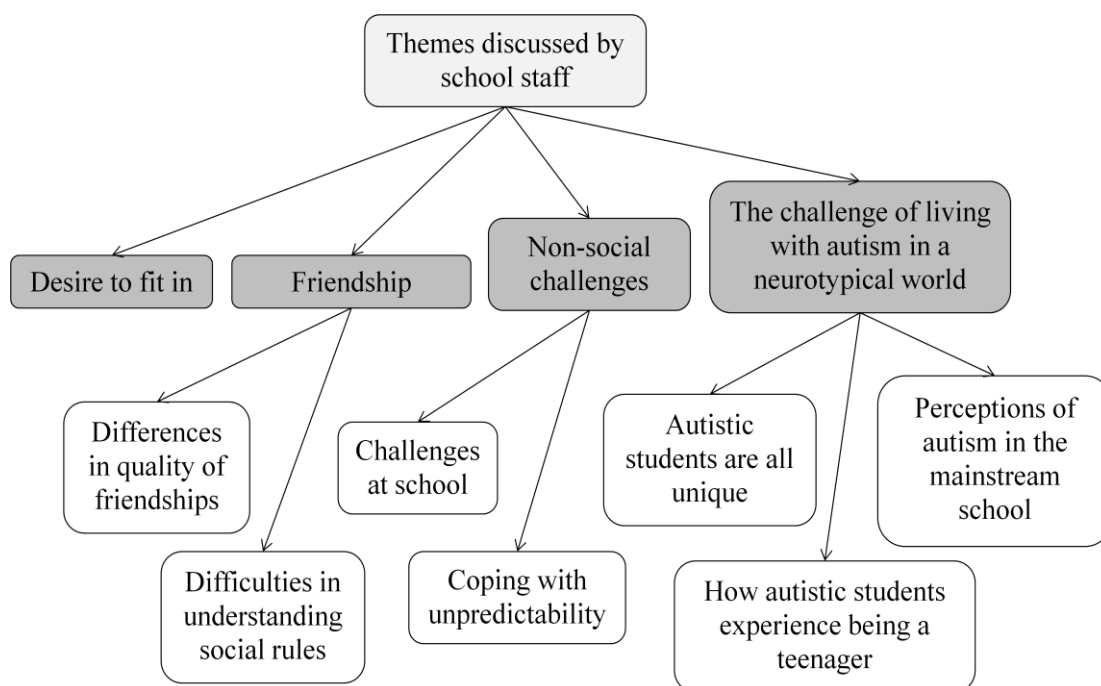 Themes discussed by
school staff
Desire to fit in
Friendship
Non-social
challenges
The challenge of living
with autism in a
neurotypical world
Differences
in quality of
friendships
Difficulties in
understanding
social rules
Challenges
at school
Coping with
unpredictability
Autistic
students are all
unique
How autistic students
experience being a
teenager
Perceptions of
autism in the
mainstream
school